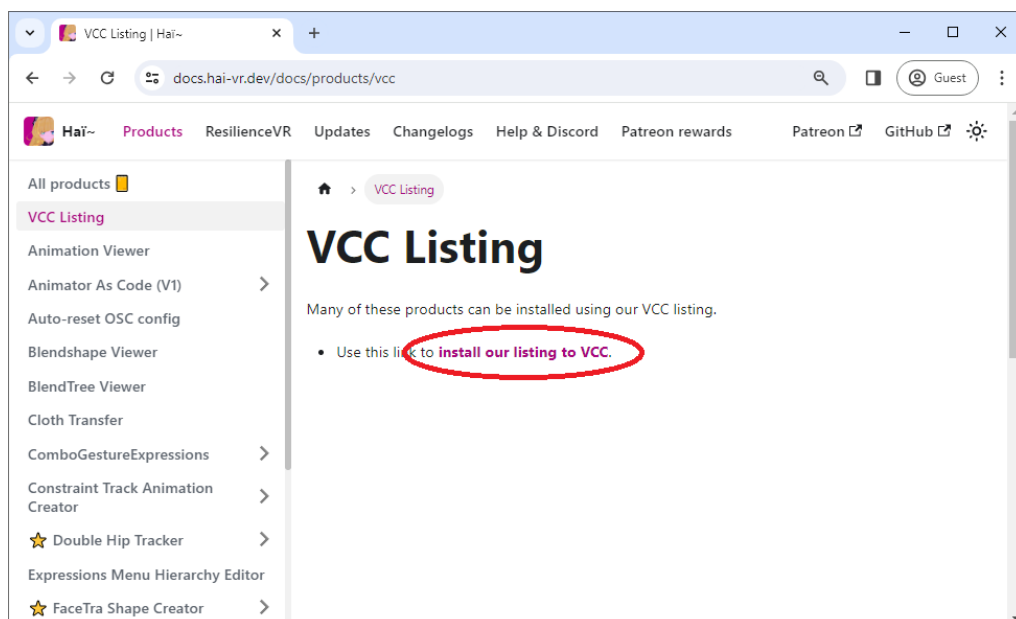 VCC Listing | Haï~
docs.hai-vr.dev/docs/products/vcc
Guest
Haï~ Products ResilienceVR Updates Changelogs Help & Discord Patreon rewards Patreon GitHub
All products
VCC Listing
Animation Viewer
Animator As Code (V1)
Auto-reset OSC config
Blendshape Viewer
BlendTree Viewer
Cloth Transfer
ComboGestureExpressions
Constraint Track Animation
Creator
Double Hip Tracker
Expressions Menu Hierarchy Editor
FaceTra Shape Creator
VCC Listing
VCC Listing
Many of these products can be installed using our VCC listing.
• Use this link to install our listing to VCC.